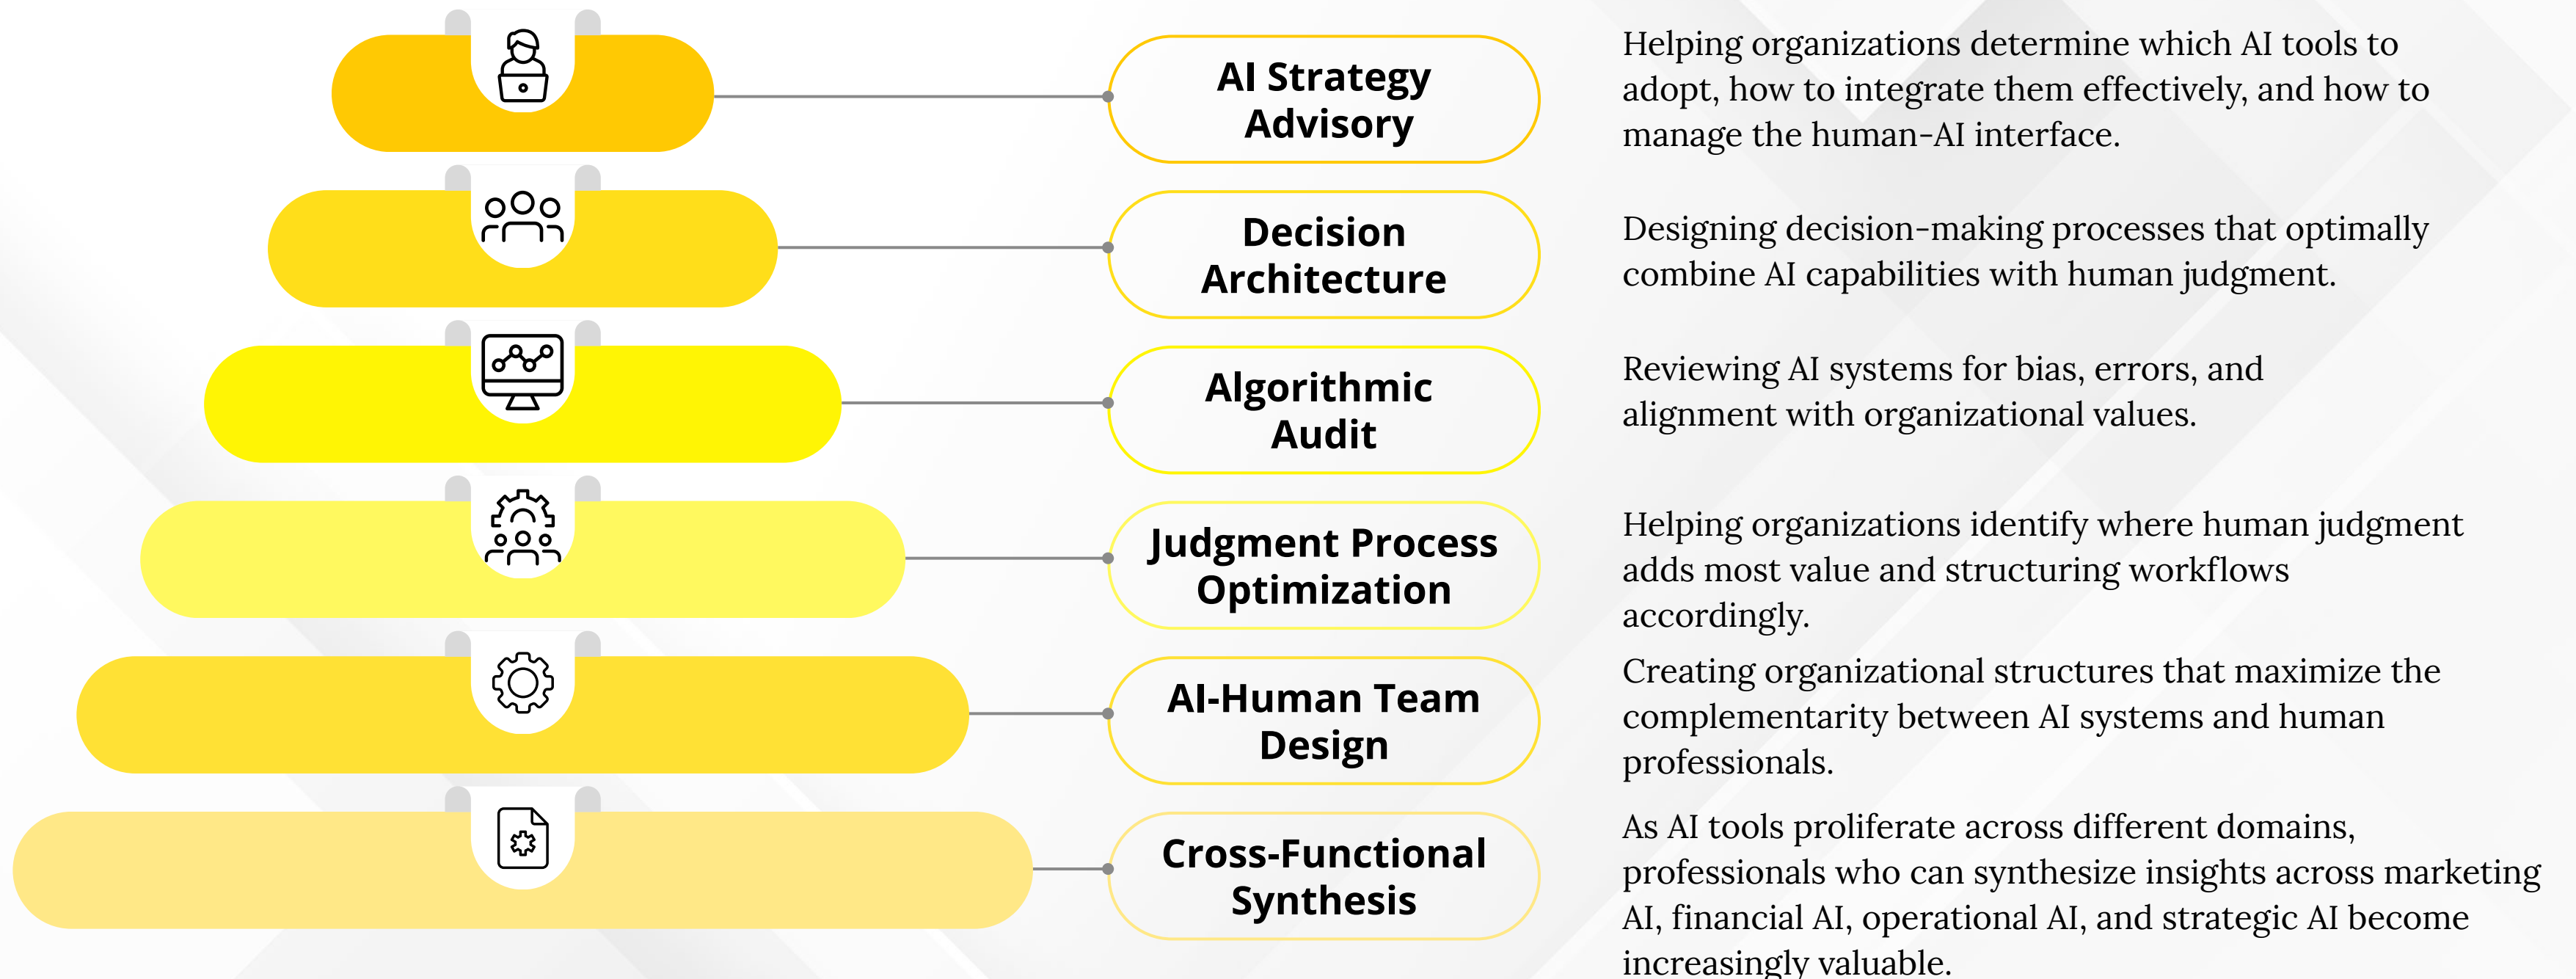 AI Strategy
Advisory
Helping organizations determine which AI tools to
adopt, how to integrate them effectively, and how to
manage the human-AI interface.
Decision
Architecture
Designing decision-making processes that optimally
combine AI capabilities with human judgment.
Algorithmic
Audit
Reviewing AI systems for bias, errors, and
alignment with organizational values.
Judgment Process
Optimization
Helping organizations identify where human judgment
adds most value and structuring workflows
accordingly.
AI-Human Team
Design
Creating organizational structures that maximize the
complementarity between AI systems and human
professionals.
Cross-Functional
Synthesis
As AI tools proliferate across different domains,
professionals who can synthesize insights across marketing
AI, financial AI, operational AI, and strategic AI become
increasingly valuable.